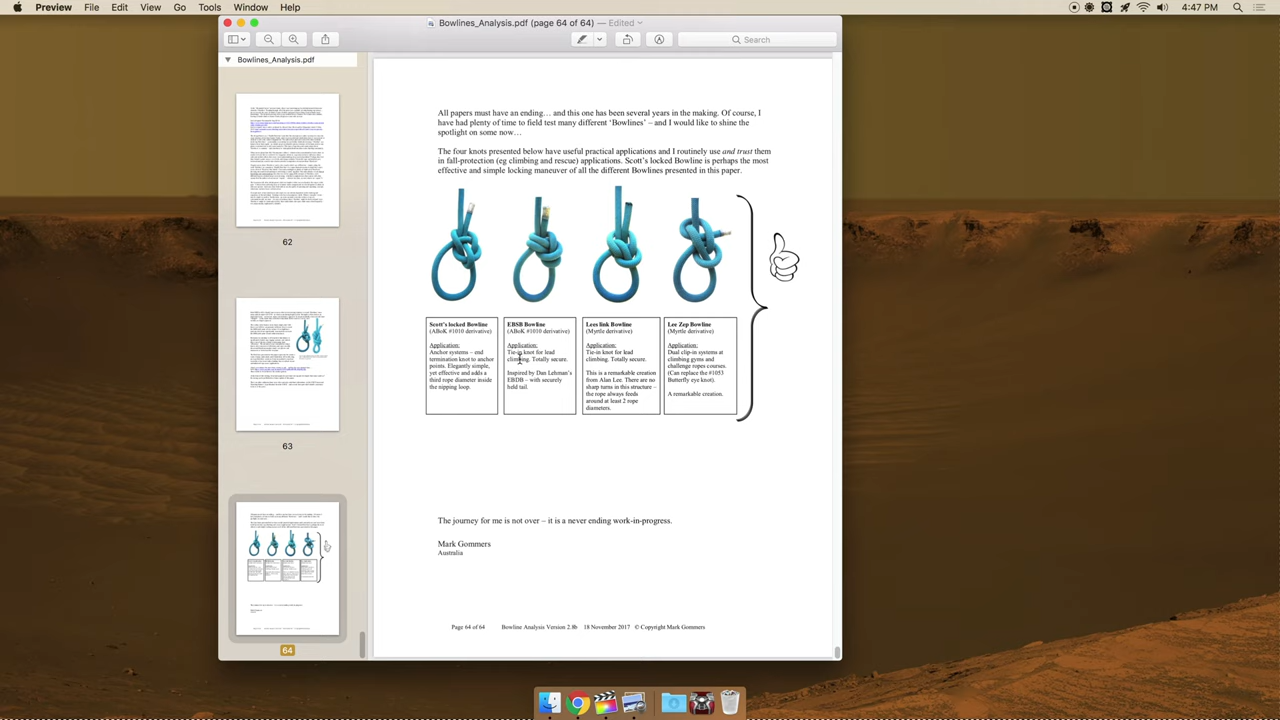 Preview File Edit View Go Tools Window Help 4:47 PM
Bowlines_Analysis.pdf (page 64 of 64) — Edited
Search
Bowlines_Analysis.pdf
62
63
64
All papers must have an ending… and this one has been several years in the making. Of course, I
have had plenty of time to field test many different ‘Bowlines’ – and I would like to shine the
spotlight on some now…
The four knots presented below have useful practical applications and I routinely use and trust them
in fall-protection (eg climbing and rescue) applications. Scott’s locked Bowline is perhaps the most
effective and simple locking maneuver of all the different Bowlines presented in this paper.
Scott’s locked Bowline
(ABoK #1010 derivative)
Application:
Anchor systems – end
termination knot to anchor
points. Elegantly simple,
yet effective and adds a
third rope diameter inside
the nipping loop.
EBSB Bowline
(ABoK #1010 derivative)
Application:
Tie-in knot for lead
climbing. Totally secure.
Inspired by Dan Lehman’s
EBDB – with securely
held tail.
Lees link Bowline
(Myrtle derivative)
Application:
Tie-in knot for lead
climbing. Totally secure.
This is a remarkable creation
from Alan Lee. There are no
sharp turns in this structure –
the rope always feeds
around at least 2 rope
diameters.
Lee Zep Bowline
(Myrtle derivative)
Application:
Dual clip-in systems at
climbing gyms and
challenge ropes courses.
(Can replace the #1053
Butterfly eye knot).
A remarkable creation.
The journey for me is not over – it is a never ending work-in-progress.
Mark Gommers
Australia
Page 64 of 64 Bowline Analysis Version 2.8b 18 November 2017 © Copyright Mark Gommers